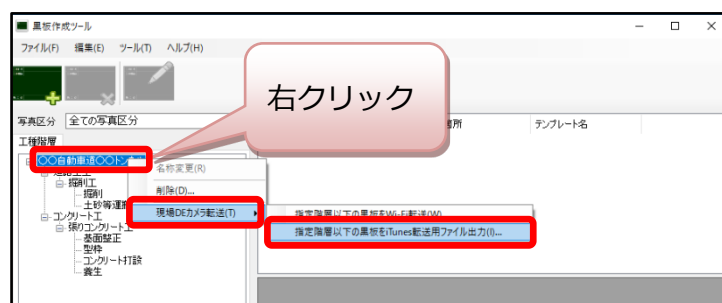 黒板作成ツール
ファイル(F) 編集(E) ツール(T) ヘルプ(H)
右クリック
写真区分 全ての写真区分
テンプレート名
工種階層
〇〇自動車道〇〇トン
名称変更(R)
掘削工
削除(D)...
掘削
土砂等運搬
現場DEカメラ転送(T)
指定階層以下の黒板をWi-Fi転送(W)
コンクリート工
張りコンクリート工
指定階層以下の黒板をiTunes転送用ファイル出力(I)...
基面整正
型枠
コンクリート打設
養生